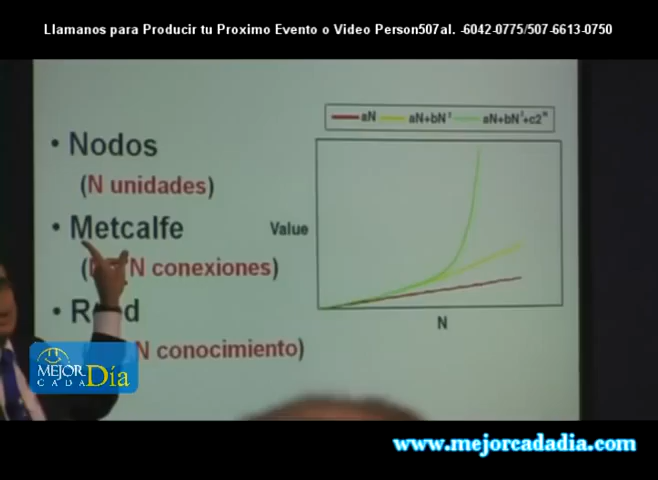 Llamanos para Producir tu Proximo Evento o Video Person507al. -6042-0775/507-6613-0750
aN aN+bN² aN+bN²+c2ᴺ
• Nodos
(N unidades)
• Metcalfe
Value
N conexiones)
N
N conocimiento)
MEJOR
CADA Día
www.mejorcadadia.com